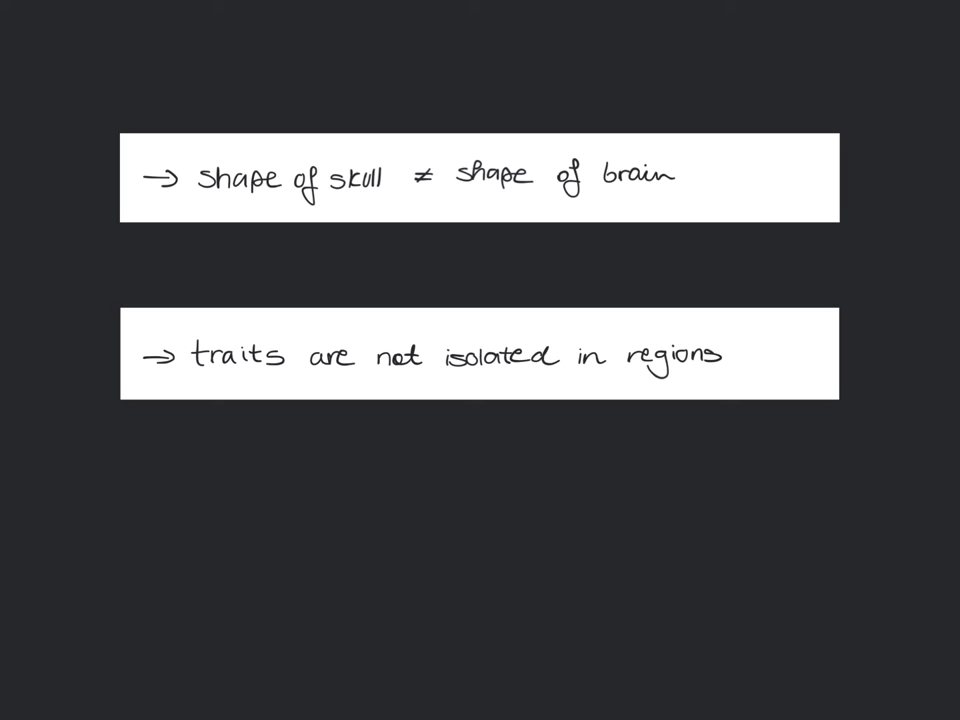 → shape of skull ≠ shape of brain
→ traits are not isolated in regions